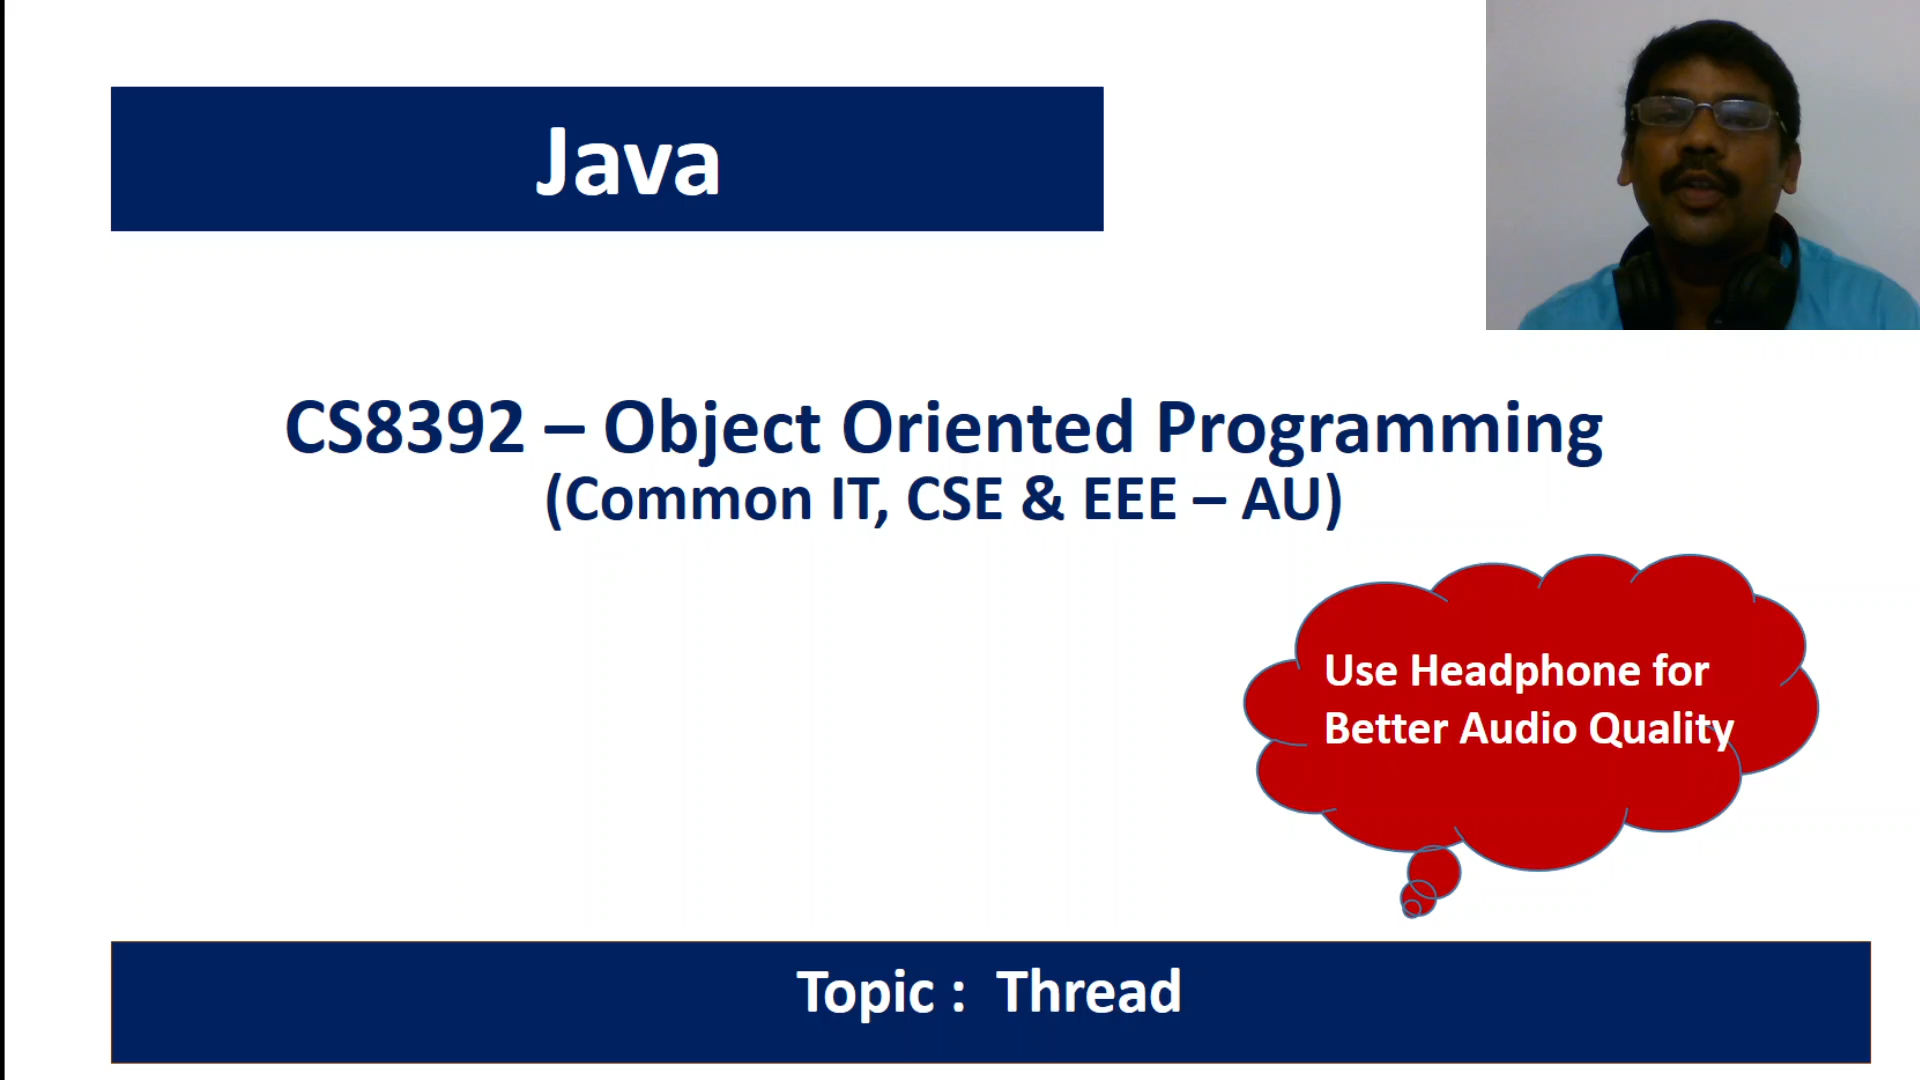 Java
CS8392 – Object Oriented Programming
(Common IT, CSE & EEE – AU)
Use Headphone for
Better Audio Quality
Topic :  Thread